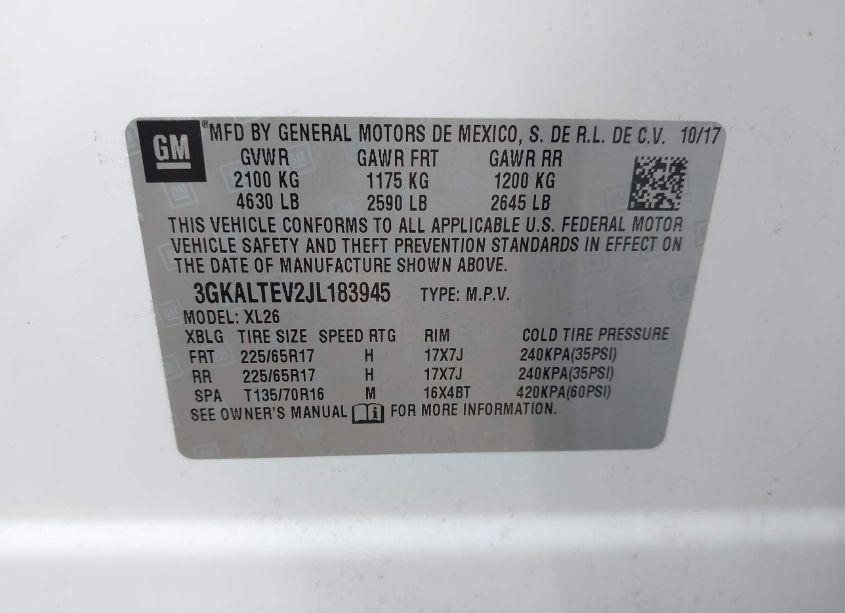 GM ® MFD BY GENERAL MOTORS DE MEXICO, S. DE R.L. DE C.V. 10/17
GVWR GAWR FRT GAWR RR
2100 KG 1175 KG 1200 KG
4630 LB 2590 LB 2645 LB
THIS VEHICLE CONFORMS TO ALL APPLICABLE U.S. FEDERAL MOTOR
VEHICLE SAFETY AND THEFT PREVENTION STANDARDS IN EFFECT ON
THE DATE OF MANUFACTURE SHOWN ABOVE.
3GKALTEV2JL183945 TYPE: M.P.V.
MODEL: XL26
XBLG TIRE SIZE SPEED RTG RIM COLD TIRE PRESSURE
FRT 225/65R17 H 17X7J 240KPA(35PSI)
RR 225/65R17 H 17X7J 240KPA(35PSI)
SPA T135/70R16 M 16X4BT 420KPA(60PSI)
SEE OWNER'S MANUAL i FOR MORE INFORMATION.